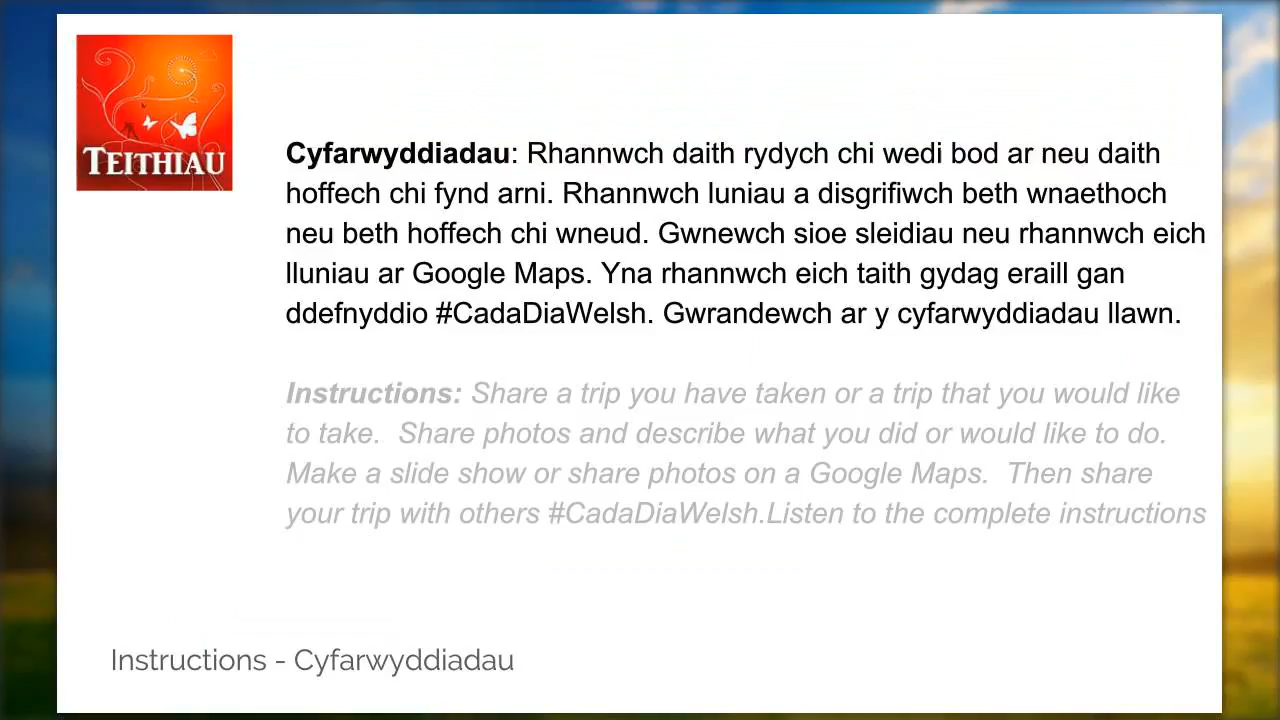 TEITHIAU
Cyfarwyddiadau: Rhannwch daith rydych chi wedi bod ar neu daith
hoffech chi fynd arni. Rhannwch luniau a disgrifiwch beth wnaethoch
neu beth hoffech chi wneud. Gwnewch sioe sleidiau neu rhannwch eich
lluniau ar Google Maps. Yna rhannwch eich taith gydag eraill gan
ddefnyddio #CadaDiaWelsh. Gwrandewch ar y cyfarwyddiadau llawn.
Instructions: Share a trip you have taken or a trip that you would like
to take.  Share photos and describe what you did or would like to do.
Make a slide show or share photos on a Google Maps.  Then share
your trip with others #CadaDiaWelsh.Listen to the complete instructions
Instructions - Cyfarwyddiadau